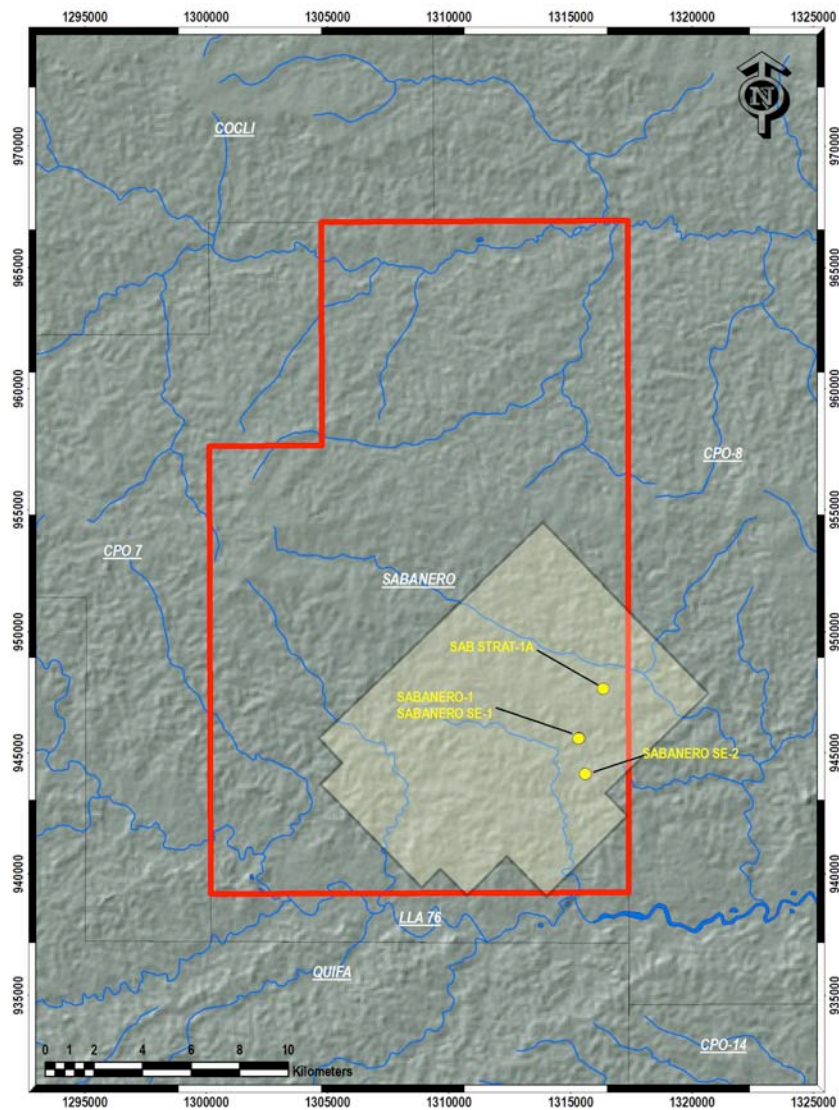 1295000 1300000 1305000 1310000 1315000 1320000 1325000
N
970000 970000
COCLI
965000 965000
960000 960000
CPO-8
955000 955000
CPO 7
SABANERO
950000 950000
SAB STRAT-1A
SABANERO-1
SABANERO SE-1
945000 945000
SABANERO SE-2
940000 940000
LLA 76
QUIFA
935000 935000
CPO-14
0 1 2 4 6 8 10
Kilometers
1295000 1300000 1305000 1310000 1315000 1320000 1325000